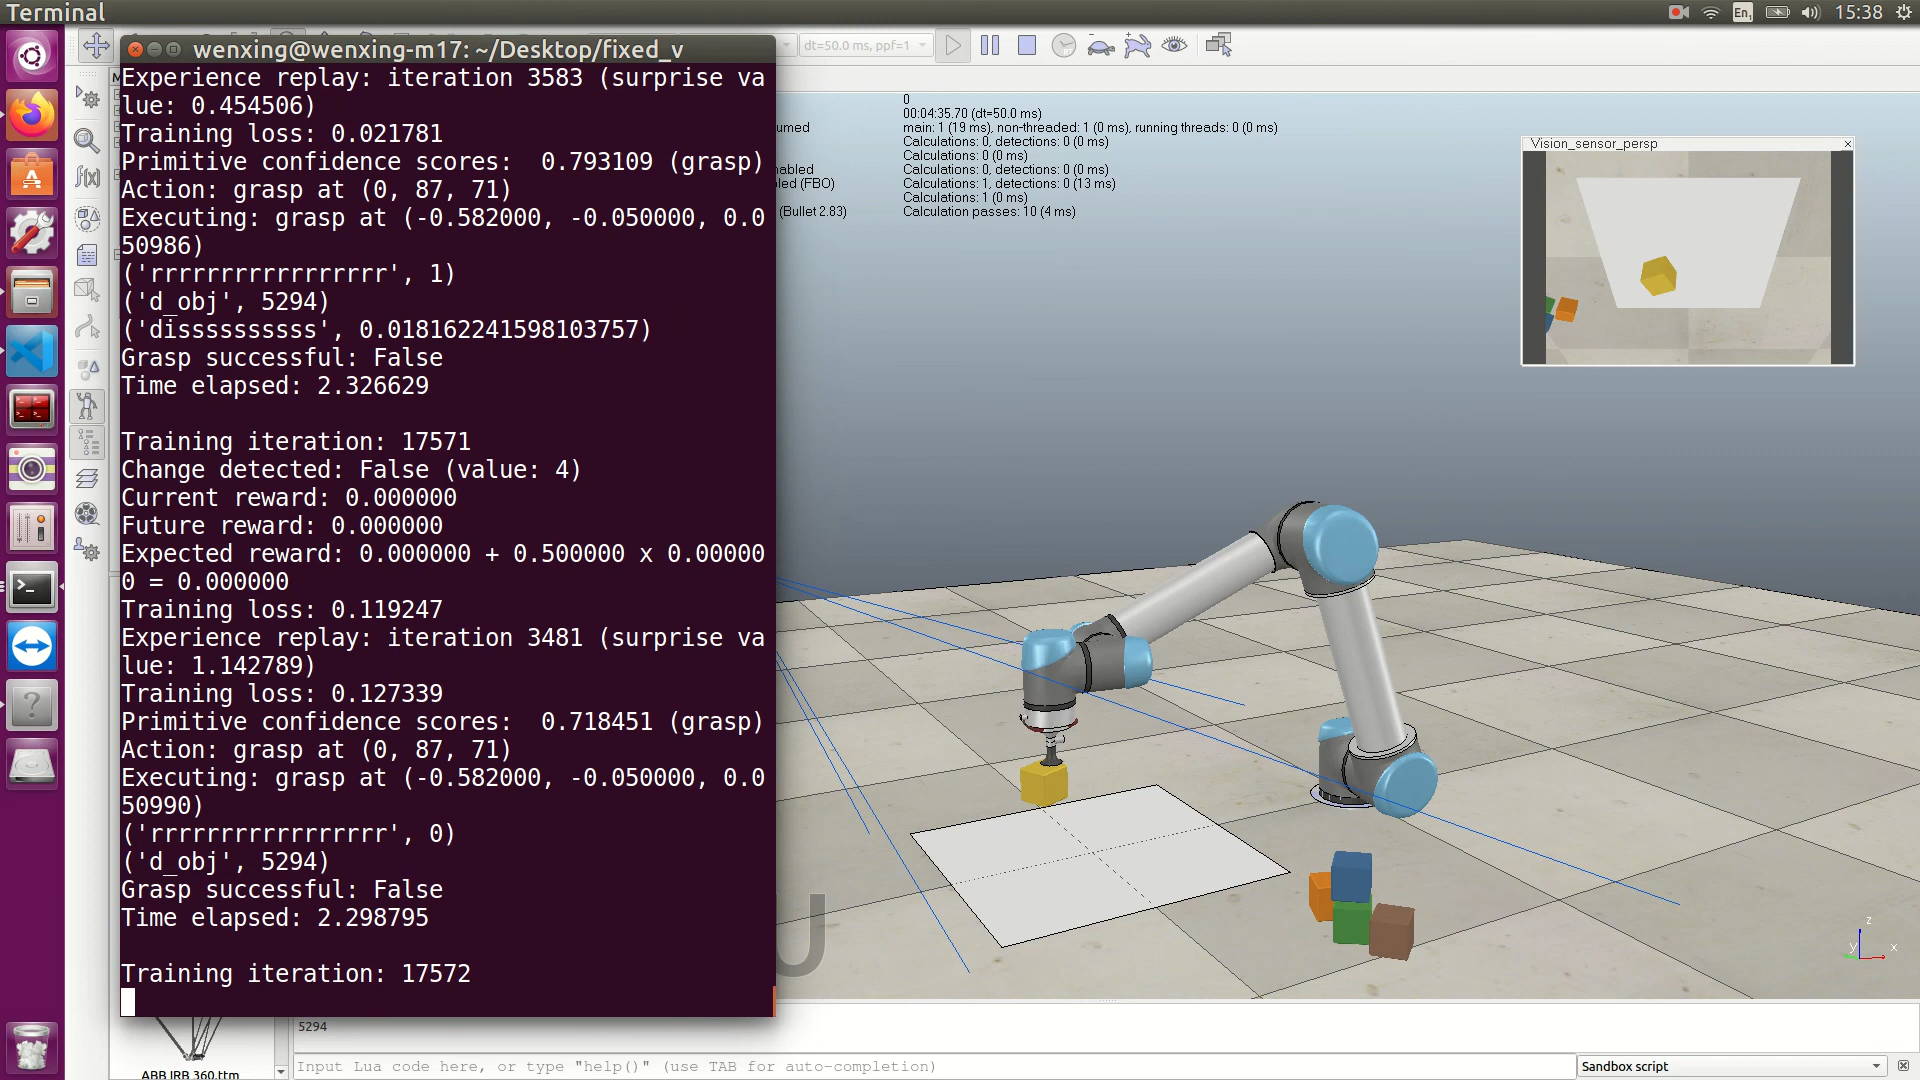 Terminal
En
15:38
wenxing@wenxing-m17: ~/Desktop/fixed_v
dt=50.0 ms, ppf=1
Experience replay: iteration 3583 (surprise va
lue: 0.454506)
Training loss: 0.021781
Primitive confidence scores:  0.793109 (grasp)
Action: grasp at (0, 87, 71)
Executing: grasp at (-0.582000, -0.050000, 0.0
50986)
('rrrrrrrrrrrrrrrrr', 1)
('d_obj', 5294)
('disssssssssss', 0.018162241598103757)
Grasp successful: False
Time elapsed: 2.326629
Training iteration: 17571
Change detected: False (value: 4)
Current reward: 0.000000
Future reward: 0.000000
Expected reward: 0.000000 + 0.500000 x 0.00000
0 = 0.000000
Training loss: 0.119247
Experience replay: iteration 3481 (surprise va
lue: 1.142789)
Training loss: 0.127339
Primitive confidence scores:  0.718451 (grasp)
Action: grasp at (0, 87, 71)
Executing: grasp at (-0.582000, -0.050000, 0.0
50990)
('rrrrrrrrrrrrrrrrr', 0)
('d_obj', 5294)
Grasp successful: False
Time elapsed: 2.298795
Training iteration: 17572
0
00:04:35.70 (dt=50.0 ms)
umed main: 1 (19 ms), non-threaded: 1 (0 ms), running threads: 0 (0 ms)
Calculations: 0, detections: 0 (0 ms)
Calculations: 0 (0 ms)
nabled Calculations: 0, detections: 0 (0 ms)
led (FBO) Calculations: 1, detections: 0 (13 ms)
Calculations: 1 (0 ms)
(Bullet 2.83) Calculation passes: 10 (4 ms)
Vision_sensor_persp
z
y
x
U
5294
Input Lua code here, or type "help()" (use TAB for auto-completion)
Sandbox script
ABB IRB 360.ttm